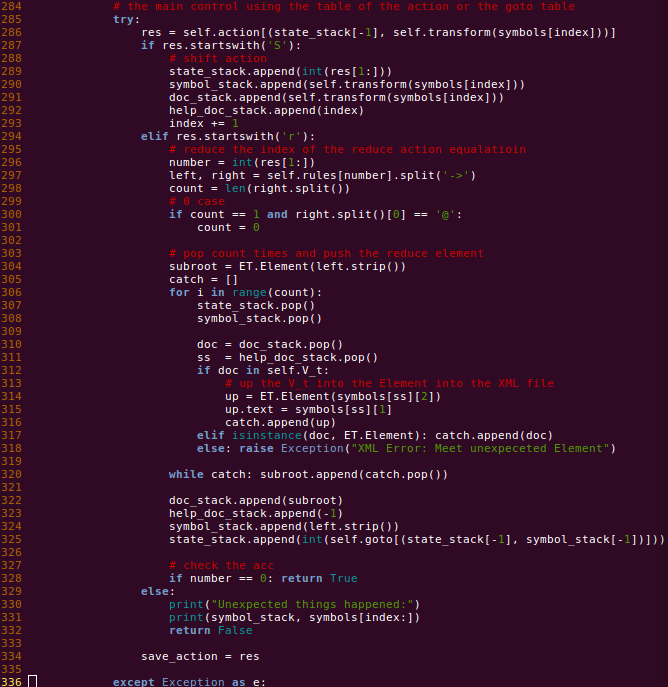 284             # the main control using the table of the action or the goto table
285             try:
286                 res = self.action[(state_stack[-1], self.transform(symbols[index]))]
287                 if res.startswith('S'):
288                     # shift action
289                     state_stack.append(int(res[1:]))
290                     symbol_stack.append(self.transform(symbols[index]))
291                     doc_stack.append(self.transform(symbols[index]))
292                     help_doc_stack.append(index)
293                     index += 1
294                 elif res.startswith('r'):
295                     # reduce the index of the reduce action equalatioin
296                     number = int(res[1:])
297                     left, right = self.rules[number].split('->')
298                     count = len(right.split())
299                     # 0 case
300                     if count == 1 and right.split()[0] == '@':
301                         count = 0
302
303                     # pop count times and push the reduce element
304                     subroot = ET.Element(left.strip())
305                     catch = []
306                     for i in range(count):
307                         state_stack.pop()
308                         symbol_stack.pop()
309
310                         doc = doc_stack.pop()
311                         ss  = help_doc_stack.pop()
312                         if doc in self.V_t:
313                             # up the V_t into the Element into the XML file
314                             up = ET.Element(symbols[ss][2])
315                             up.text = symbols[ss][1]
316                             catch.append(up)
317                         elif isinstance(doc, ET.Element): catch.append(doc)
318                         else: raise Exception("XML Error: Meet unexpeceted Element")
319
320                     while catch: subroot.append(catch.pop())
321
322                     doc_stack.append(subroot)
323                     help_doc_stack.append(-1)
324                     symbol_stack.append(left.strip())
325                     state_stack.append(int(self.goto[(state_stack[-1], symbol_stack[-1])]))
326
327                     # check the acc
328                     if number == 0: return True
329                 else:
330                     print("Unexpected things happened:")
331                     print(symbol_stack, symbols[index:])
332                     return False
333
334                 save_action = res
335
336             except Exception as e: